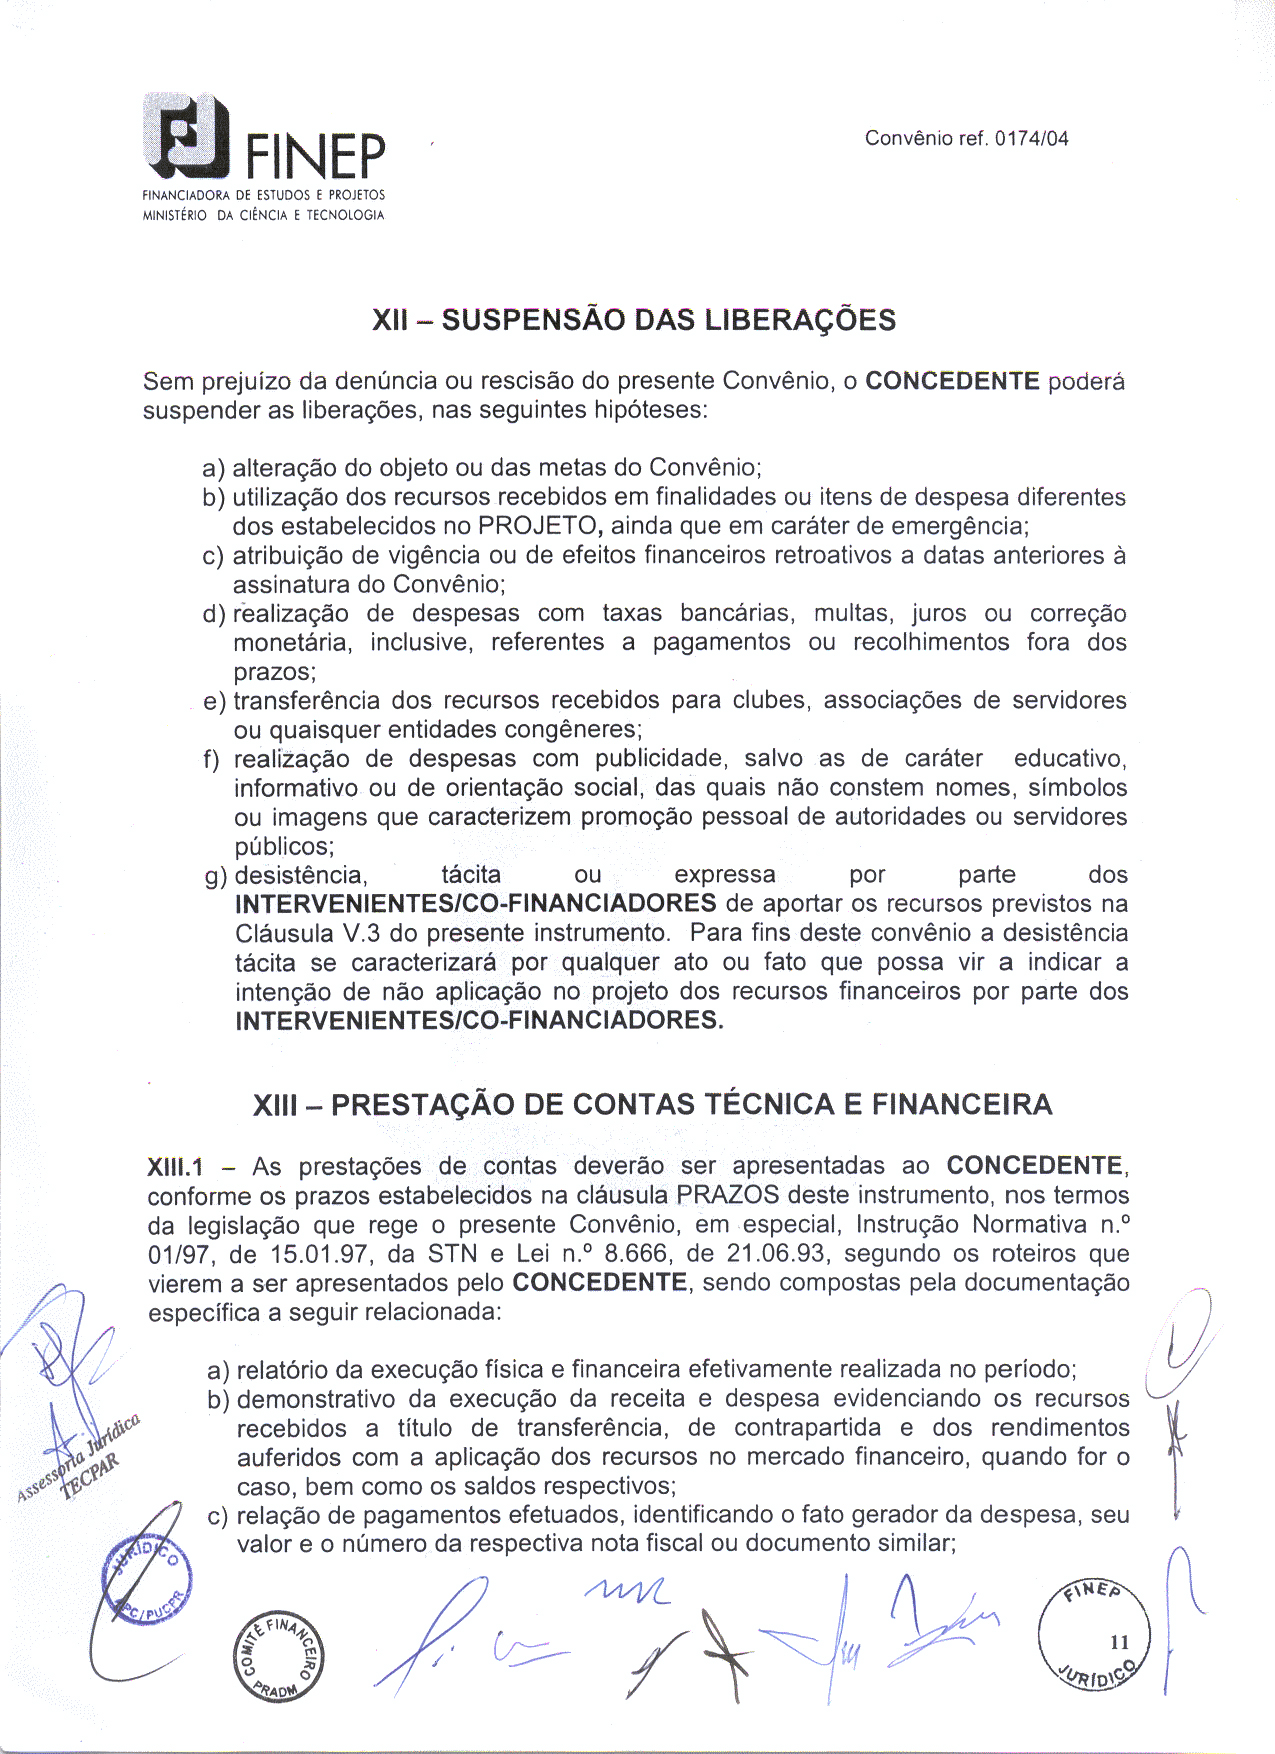 FINEP
FINANCIADORA DE ESTUDOS E PROJETOS
MINISTÉRIO DA CIÊNCIA E TECNOLOGIA
Convênio ref. 0174/04
XII – SUSPENSÃO DAS LIBERAÇÕES
Sem prejuízo da denúncia ou rescisão do presente Convênio, o CONCEDENTE poderá
suspender as liberações, nas seguintes hipóteses:
a) alteração do objeto ou das metas do Convênio;
b) utilização dos recursos recebidos em finalidades ou itens de despesa diferentes
dos estabelecidos no PROJETO, ainda que em caráter de emergência;
c) atribuição de vigência ou de efeitos financeiros retroativos a datas anteriores à
assinatura do Convênio;
d) realização de despesas com taxas bancárias, multas, juros ou correção
monetária, inclusive, referentes a pagamentos ou recolhimentos fora dos
prazos;
e) transferência dos recursos recebidos para clubes, associações de servidores
ou quaisquer entidades congêneres;
f) realização de despesas com publicidade, salvo as de caráter educativo,
informativo ou de orientação social, das quais não constem nomes, símbolos
ou imagens que caracterizem promoção pessoal de autoridades ou servidores
públicos;
g) desistência, tácita ou expressa por parte dos
INTERVENIENTES/CO-FINANCIADORES de aportar os recursos previstos na
Cláusula V.3 do presente instrumento. Para fins deste convênio a desistência
tácita se caracterizará por qualquer ato ou fato que possa vir a indicar a
intenção de não aplicação no projeto dos recursos financeiros por parte dos
INTERVENIENTES/CO-FINANCIADORES.
XIII – PRESTAÇÃO DE CONTAS TÉCNICA E FINANCEIRA
XIII.1 – As prestações de contas deverão ser apresentadas ao CONCEDENTE,
conforme os prazos estabelecidos na cláusula PRAZOS deste instrumento, nos termos
da legislação que rege o presente Convênio, em especial, Instrução Normativa n.º
01/97, de 15.01.97, da STN e Lei n.º 8.666, de 21.06.93, segundo os roteiros que
vierem a ser apresentados pelo CONCEDENTE, sendo compostas pela documentação
específica a seguir relacionada:
a) relatório da execução física e financeira efetivamente realizada no período;
b) demonstrativo da execução da receita e despesa evidenciando os recursos
recebidos a título de transferência, de contrapartida e dos rendimentos
auferidos com a aplicação dos recursos no mercado financeiro, quando for o
caso, bem como os saldos respectivos;
c) relação de pagamentos efetuados, identificando o fato gerador da despesa, seu
valor e o número da respectiva nota fiscal ou documento similar;
Assessoria Jurídica
TECPAR
JURÍDICO
APC/PUCPR
COMITÊ FINANCEIRO
PRADM
FINEP
11
JURÍDICO